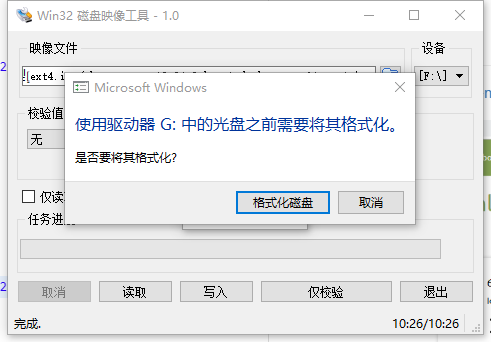 Win32 磁盘映像工具 - 1.0
映像文件
设备
[F:\]
Microsoft Windows
使用驱动器 G: 中的光盘之前需要将其格式化。
是否要将其格式化?
格式化磁盘
取消
校验值
无
仅读
任务进
取消
读取
写入
仅校验
退出
完成.
10:26/10:26